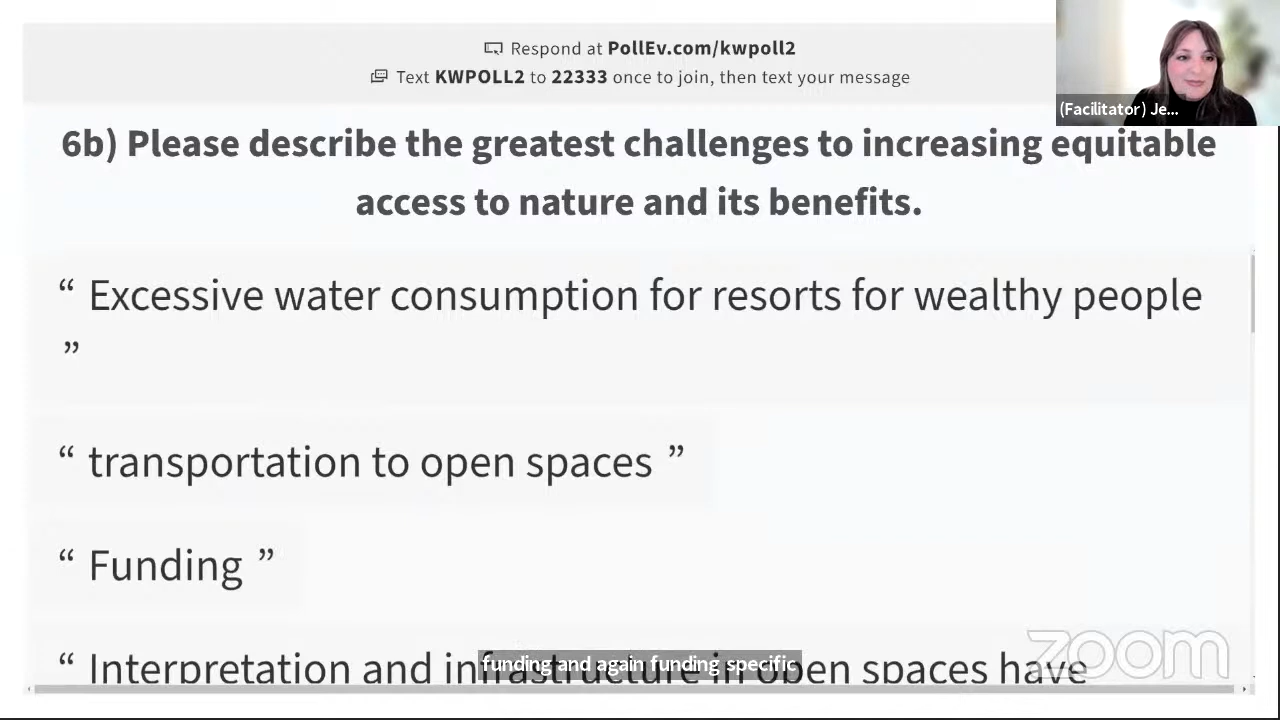 Respond at PollEv.com/kwpoll2
Text KWPOLL2 to 22333 once to join, then text your message
(Facilitator) Je...
6b) Please describe the greatest challenges to increasing equitable
access to nature and its benefits.
“ Excessive water consumption for resorts for wealthy people
”
“ transportation to open spaces ”
“ Funding ”
“ Interpretation and infrastructure in open spaces have
funding and again funding specific
zoom